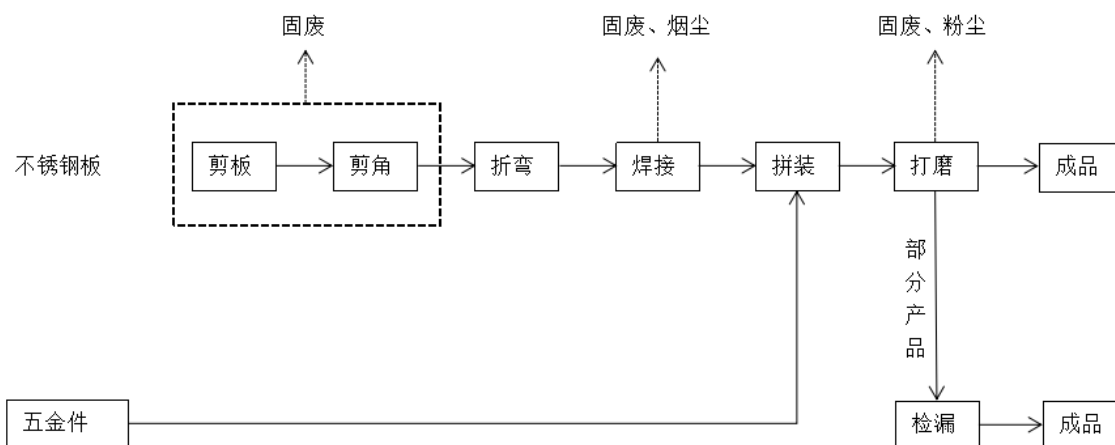 固废
固废、烟尘
固废、粉尘
不锈钢板
剪板
剪角
折弯
焊接
拼装
打磨
成品
部分产品
五金件
检漏
成品